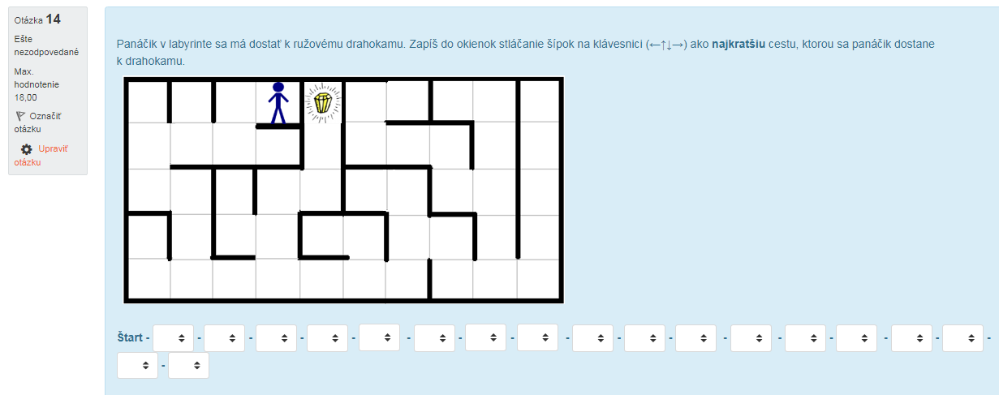 Otázka 14
Ešte
nezodpovedané
Max.
hodnotenie
18,00
Označiť
otázku
Upraviť
otázku
Panáčik v labyrinte sa má dostať k ružovému drahokamu. Zapíš do okienok stláčanie šípok na klávesnici (←↑↓→) ako najkratšiu cestu, ktorou sa panáčik dostane
k drahokamu.
Štart - - - - - - - - - - - - - - - - -
-